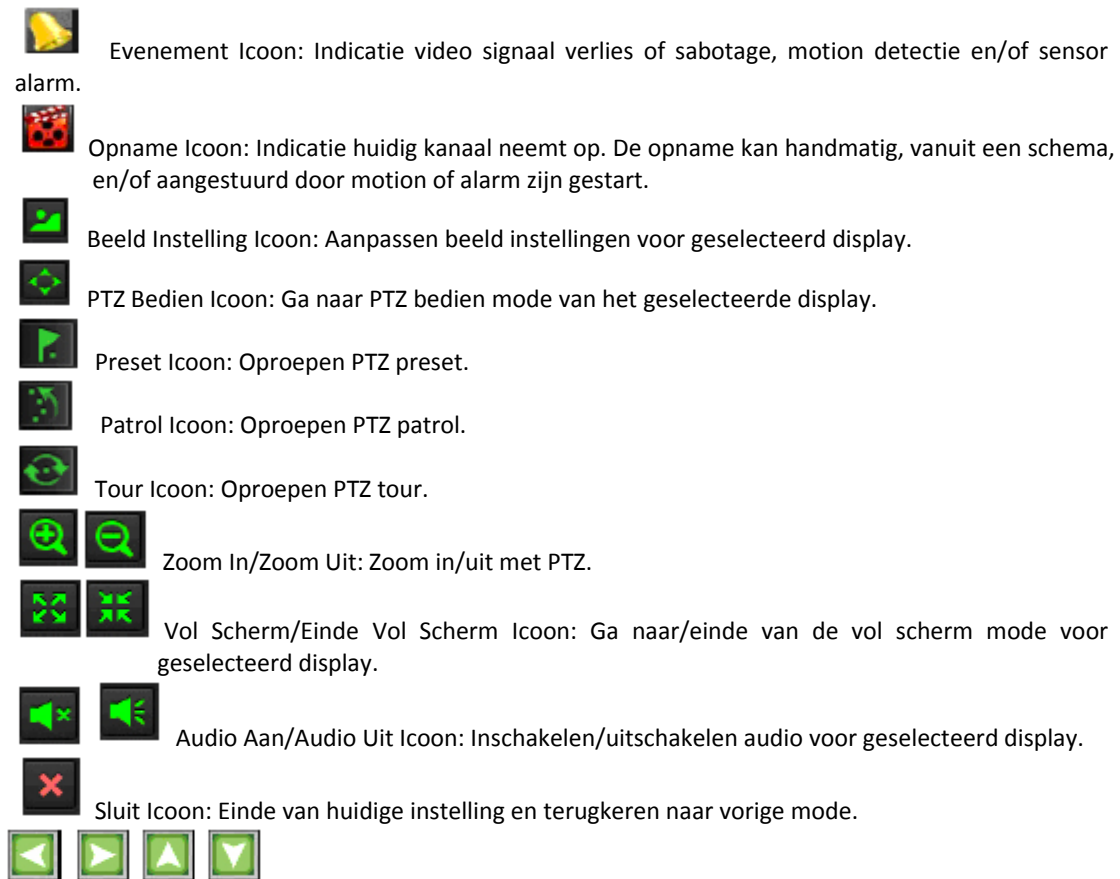 Evenement Icoon: Indicatie video signaal verlies of sabotage, motion detectie en/of sensor
alarm.
Opname Icoon: Indicatie huidig kanaal neemt op. De opname kan handmatig, vanuit een schema,
en/of aangestuurd door motion of alarm zijn gestart.
Beeld Instelling Icoon: Aanpassen beeld instellingen voor geselecteerd display.
PTZ Bedien Icoon: Ga naar PTZ bedien mode van het geselecteerde display.
Preset Icoon: Oproepen PTZ preset.
Patrol Icoon: Oproepen PTZ patrol.
Tour Icoon: Oproepen PTZ tour.
Zoom In/Zoom Uit: Zoom in/uit met PTZ.
Vol Scherm/Einde Vol Scherm Icoon: Ga naar/einde van de vol scherm mode voor
geselecteerd display.
Audio Aan/Audio Uit Icoon: Inschakelen/uitschakelen audio voor geselecteerd display.
Sluit Icoon: Einde van huidige instelling en terugkeren naar vorige mode.